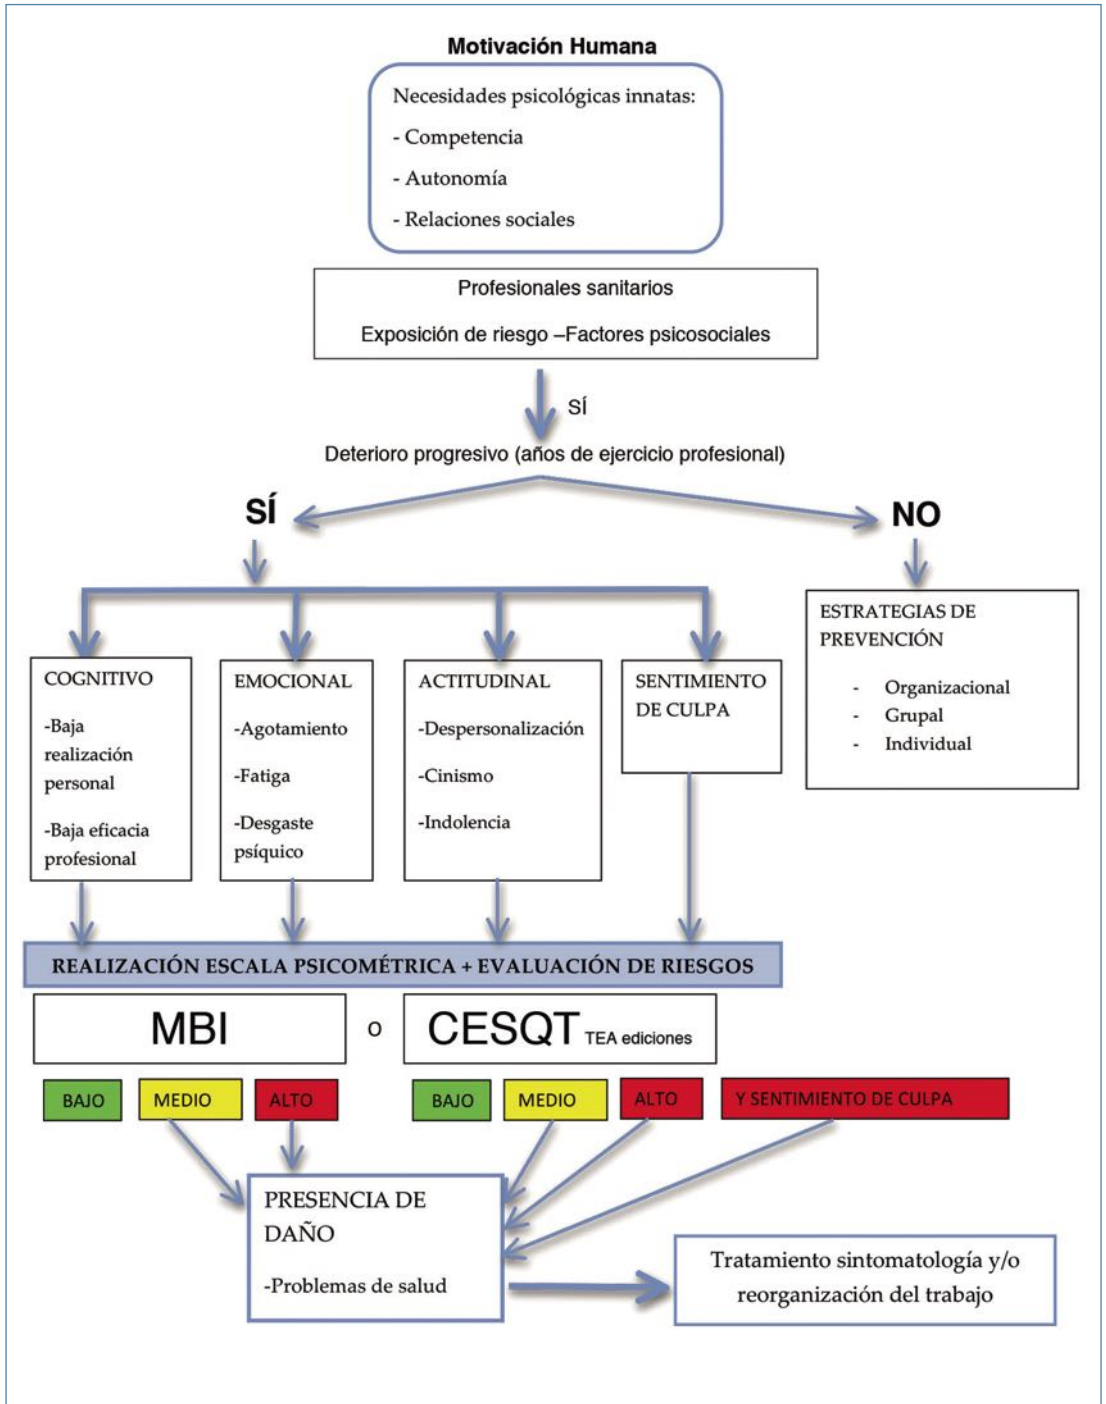 Motivación Humana
Necesidades psicológicas innatas:
- Competencia
- Autonomía
- Relaciones sociales
Profesionales sanitarios
Exposición de riesgo –Factores psicosociales
SÍ
Deterioro progresivo (años de ejercicio profesional)
SÍ
NO
COGNITIVO
-Baja
realización
personal
-Baja eficacia
profesional
EMOCIONAL
-Agotamiento
-Fatiga
-Desgaste
psíquico
ACTITUDINAL
-Despersonalización
-Cinismo
-Indolencia
SENTIMIENTO
DE CULPA
ESTRATEGIAS DE
PREVENCIÓN
- Organizacional
- Grupal
- Individual
REALIZACIÓN ESCALA PSICOMÉTRICA + EVALUACIÓN DE RIESGOS
MBI
o
CESQT TEA ediciones
BAJO
MEDIO
ALTO
BAJO
MEDIO
ALTO
Y SENTIMIENTO DE CULPA
PRESENCIA DE
DAÑO
-Problemas de salud
Tratamiento sintomatología y/o
reorganización del trabajo